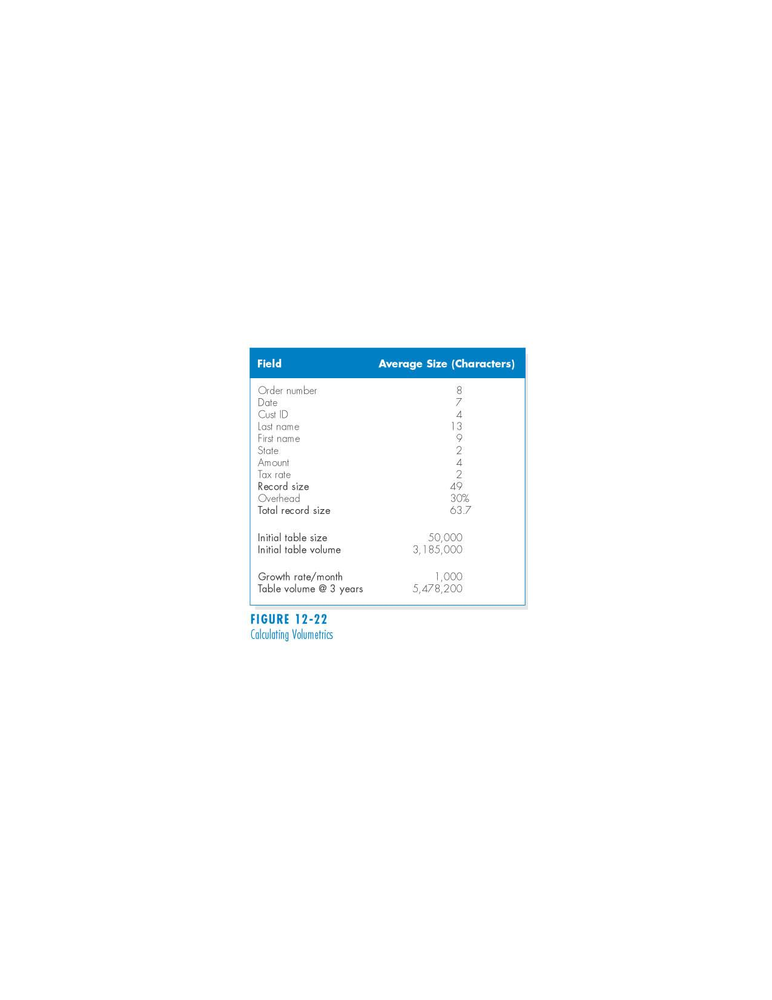 Field Average Size (Characters)
Order number 8
Date 7
Cust ID 4
Last name 13
First name 9
State 2
Amount 4
Tax rate 2
Record size 49
Overhead 30%
Total record size 63.7
Initial table size 50,000
Initial table volume 3,185,000
Growth rate/month 1,000
Table volume @ 3 years 5,478,200
FIGURE 12-22
Calculating Volumetrics